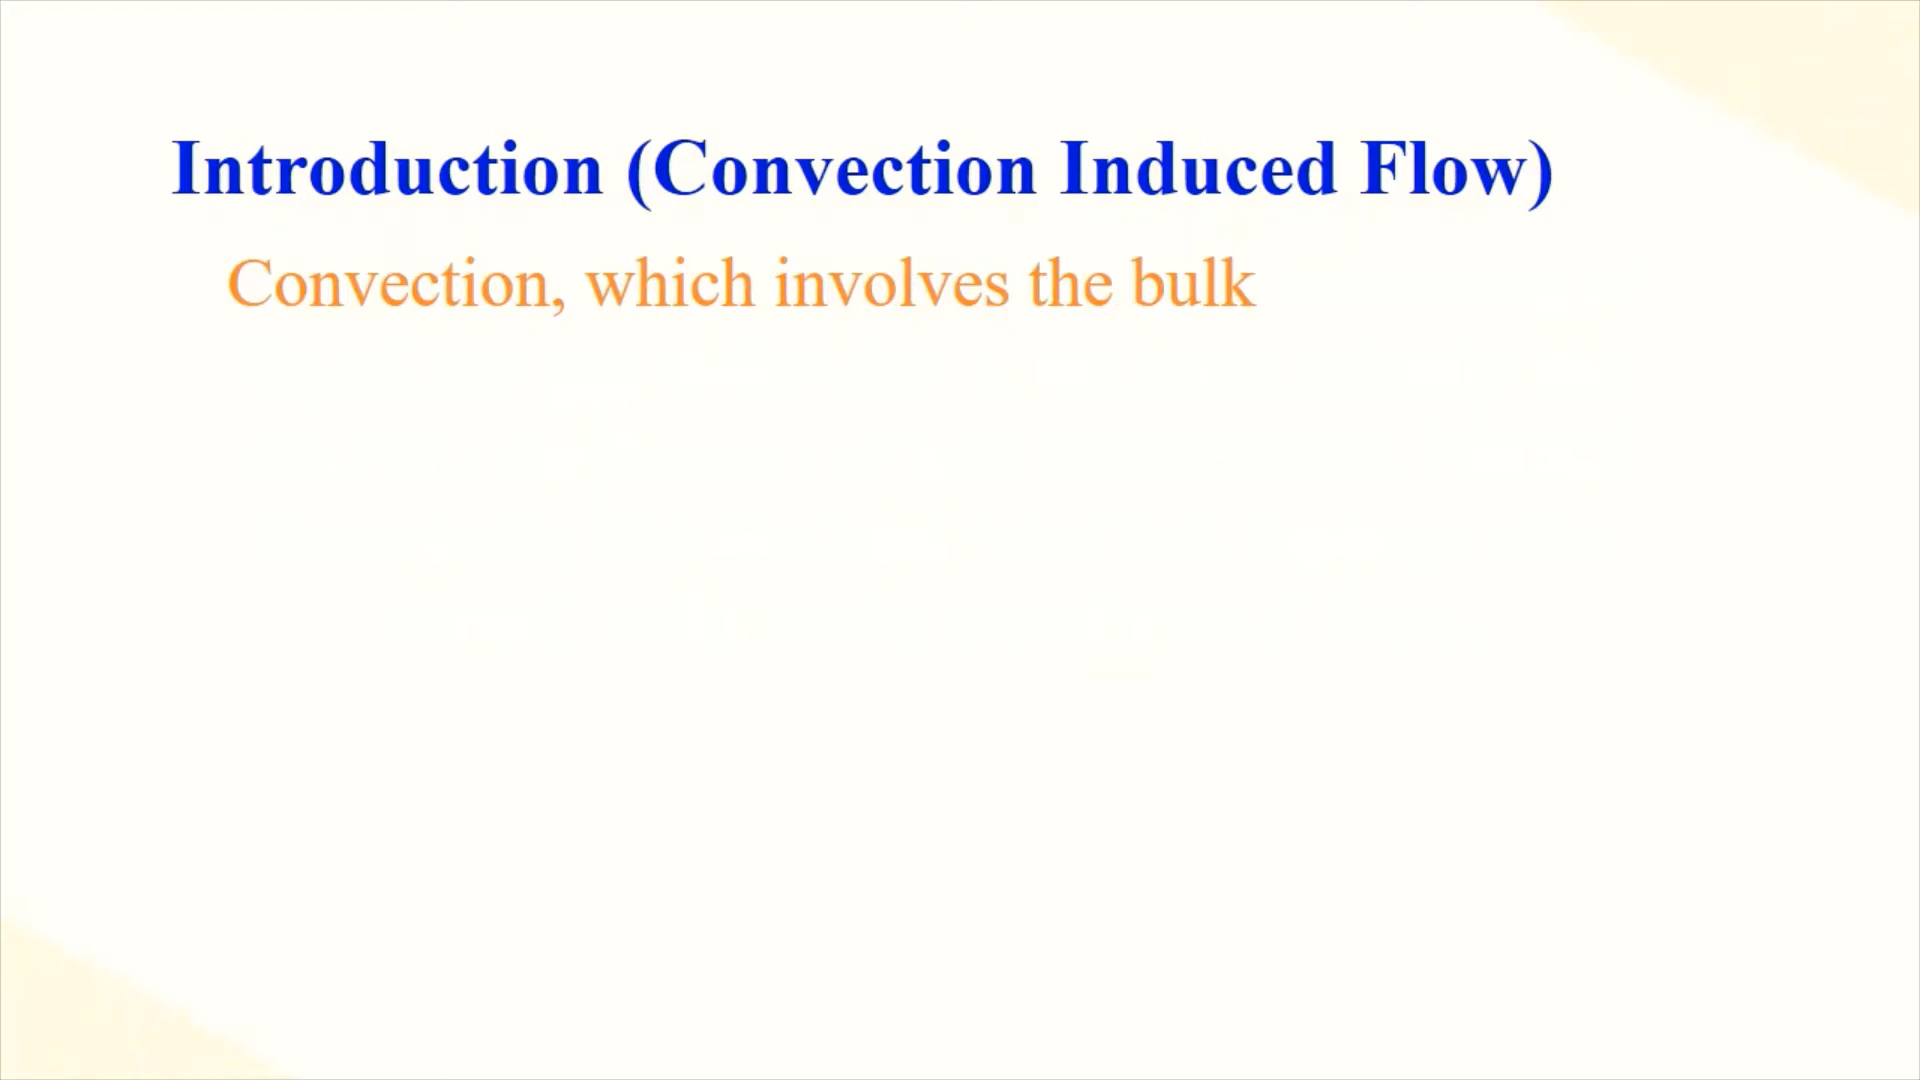 Introduction (Convection Induced Flow)
Convection, which involves the bulk